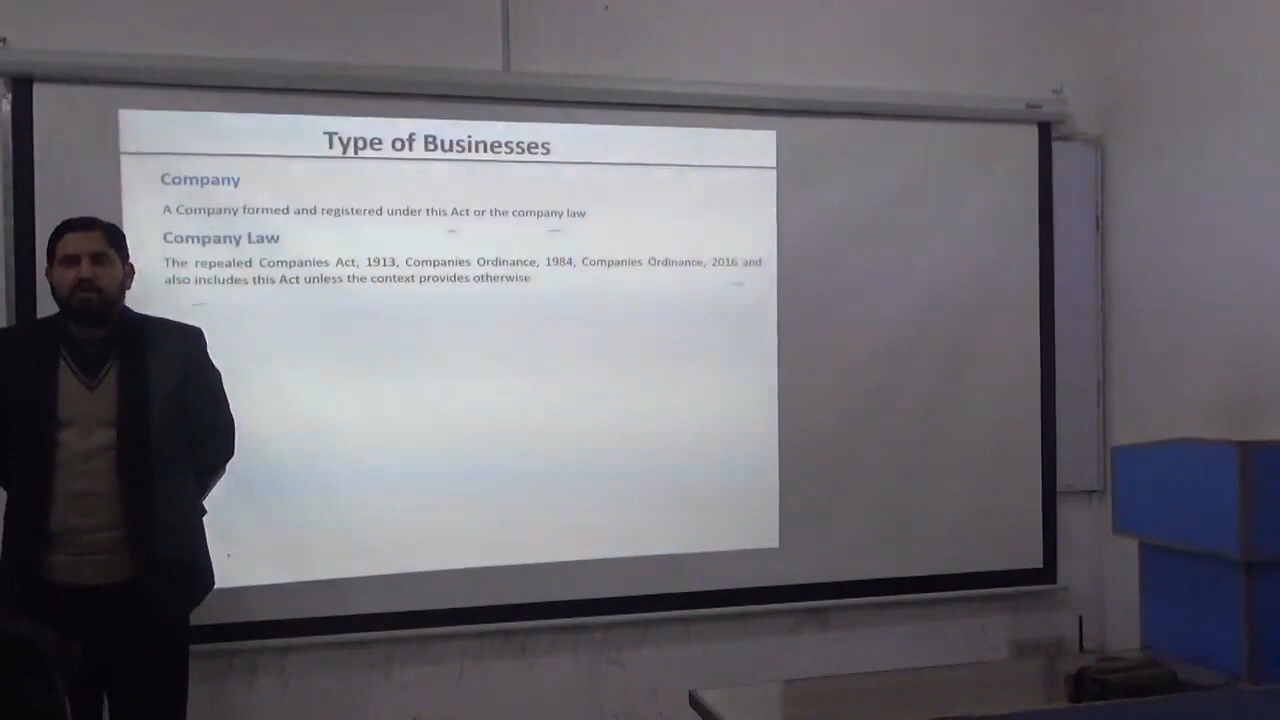 Type of Businesses
Company
A Company formed and registered under this Act or the company law
Company Law
The repealed Companies Act, 1913, Companies Ordinance, 1984, Companies Ordinance, 2016 and
also includes this Act unless the context provides otherwise